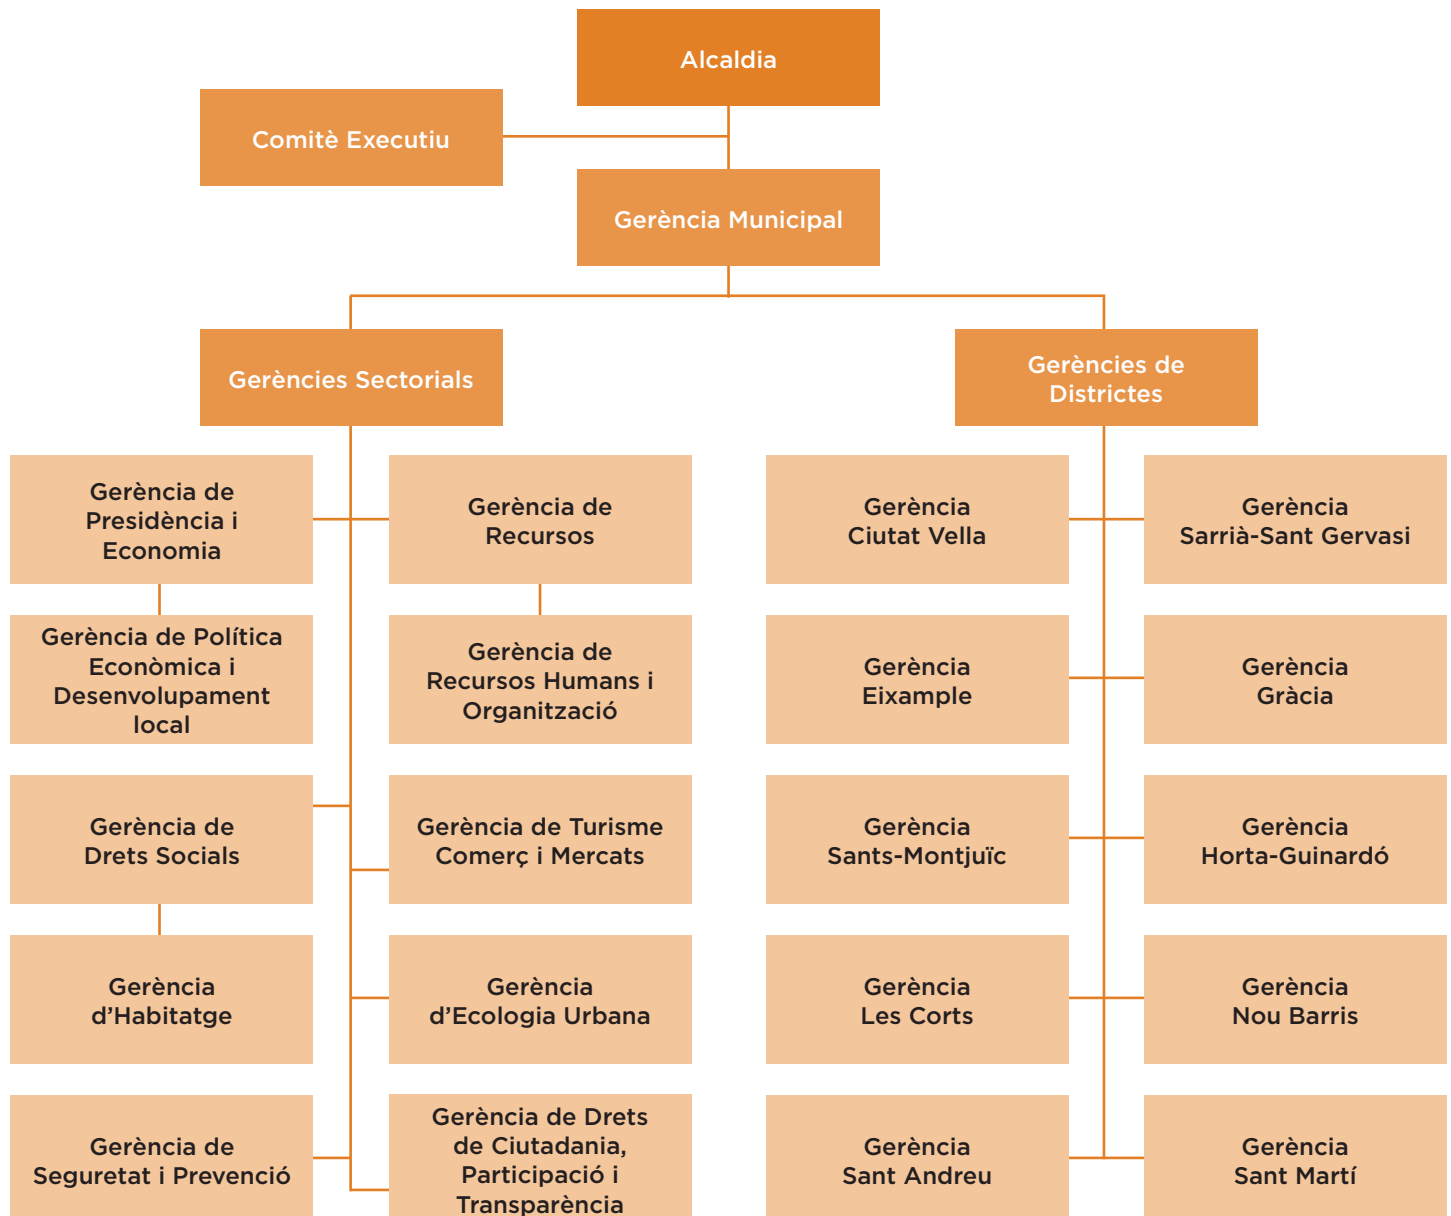 Alcaldia
Comitè Executiu
Gerència Municipal
Gerències Sectorials
Gerències de
Districtes
Gerència de
Presidència i
Economia
Gerència de
Recursos
Gerència
Ciutat Vella
Gerència
Sarrià-Sant Gervasi
Gerència de Política
Econòmica i
Desenvolupament
local
Gerència de
Recursos Humans i
Organització
Gerència
Eixample
Gerència
Gràcia
Gerència de
Drets Socials
Gerència de Turisme
Comerç i Mercats
Gerència
Sants-Montjuïc
Gerència
Horta-Guinardó
Gerència
d’Habitatge
Gerència
d’Ecologia Urbana
Gerència
Les Corts
Gerència
Nou Barris
Gerència de
Seguretat i Prevenció
Gerència de Drets
de Ciutadania,
Participació i
Transparència
Gerència
Sant Andreu
Gerència
Sant Martí